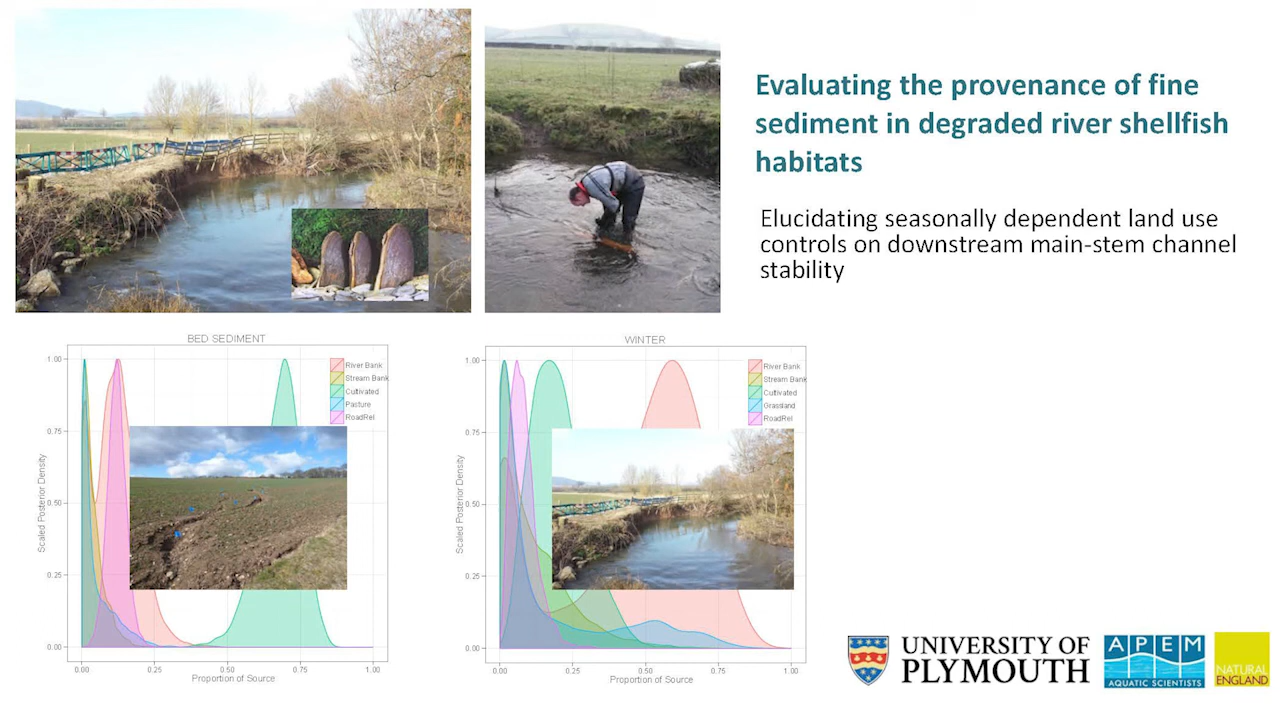 Evaluating the provenance of fine
sediment in degraded river shellfish
habitats
Elucidating seasonally dependent land use
controls on downstream main-stem channel
stability
BED SEDIMENT
1.00
0.75
0.50
0.25
0.00
Scaled Posterior Density
River Bank
Stream Bank
Cultivated
Pasture
RoadRel
0.00
0.25
0.50
0.75
1.00
Proportion of Source
WINTER
1.00
0.75
0.50
0.25
0.00
Scaled Posterior Density
River Bank
Stream Bank
Cultivated
Grassland
RoadRel
0.00
0.25
0.50
0.75
1.00
Proportion of Source
UNIVERSITY OF
PLYMOUTH
APEM
AQUATIC SCIENTISTS
NATURAL
ENGLAND